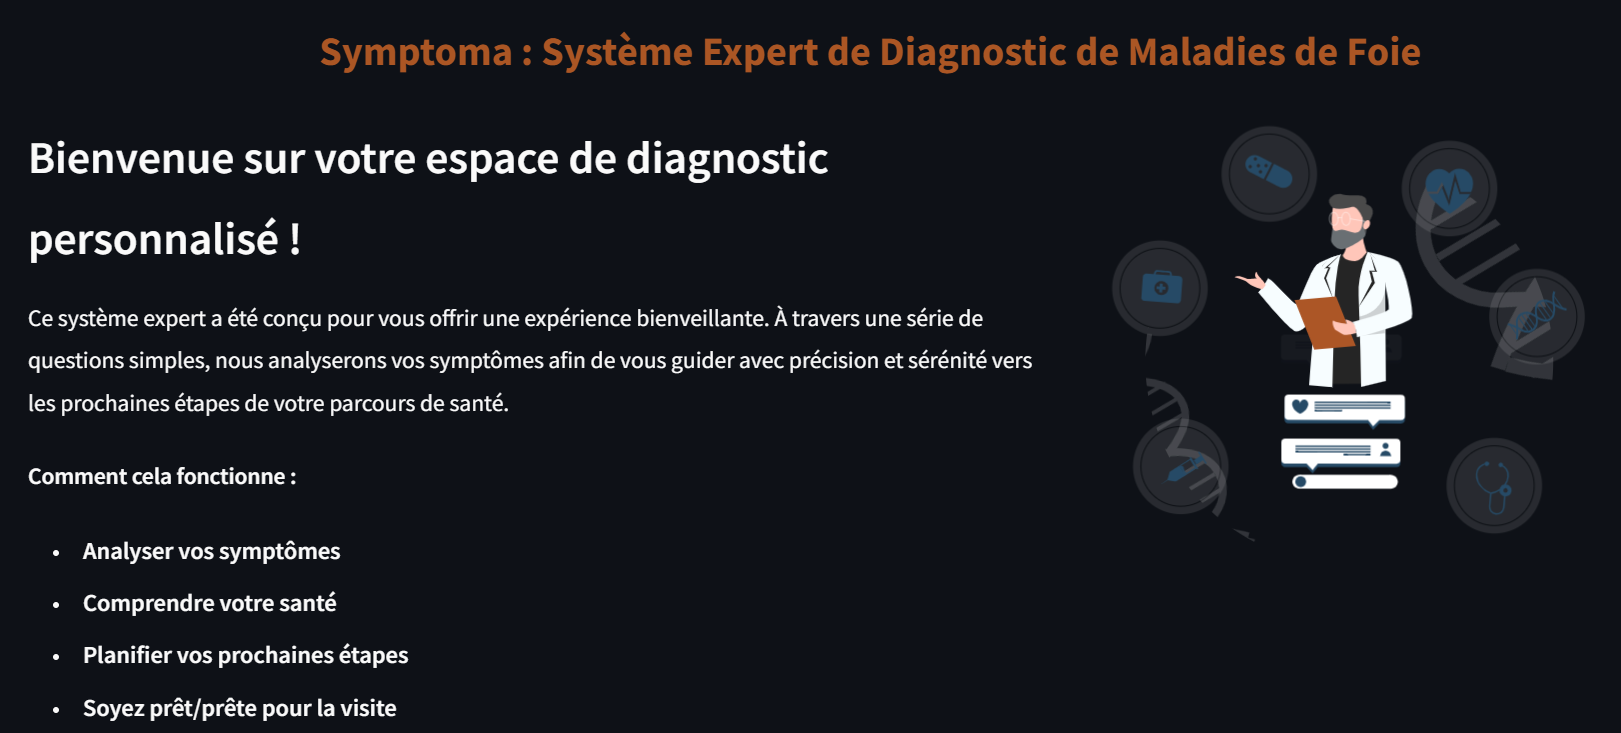 Symptoma : Système Expert de Diagnostic de Maladies de Foie
Bienvenue sur votre espace de diagnostic
personnalisé !
Ce système expert a été conçu pour vous offrir une expérience bienveillante. À travers une série de
questions simples, nous analyserons vos symptômes afin de vous guider avec précision et sérénité vers
les prochaines étapes de votre parcours de santé.
Comment cela fonctionne :
• Analyser vos symptômes
• Comprendre votre santé
• Planifier vos prochaines étapes
• Soyez prêt/prête pour la visite